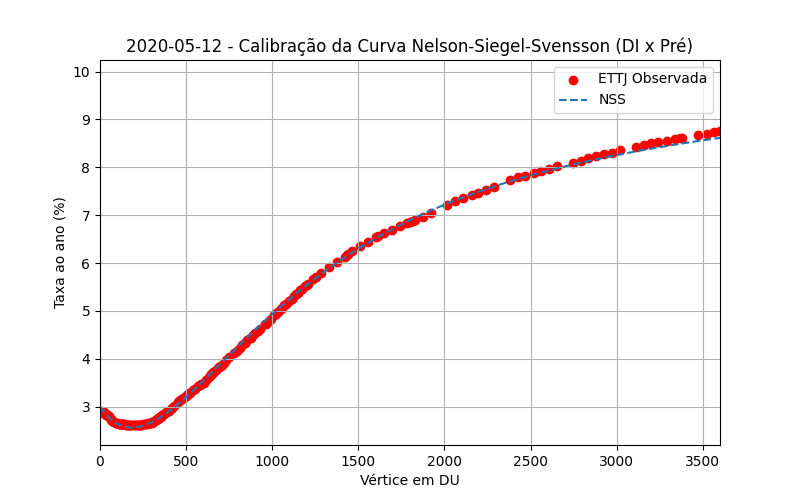 2020-05-12 - Calibração da Curva Nelson-Siegel-Svensson (DI x Pré)
ETTJ Observada
NSS
Taxa ao ano (%)
10
9
8
7
6
5
4
3
0 500 1000 1500 2000 2500 3000 3500
Vértice em DU